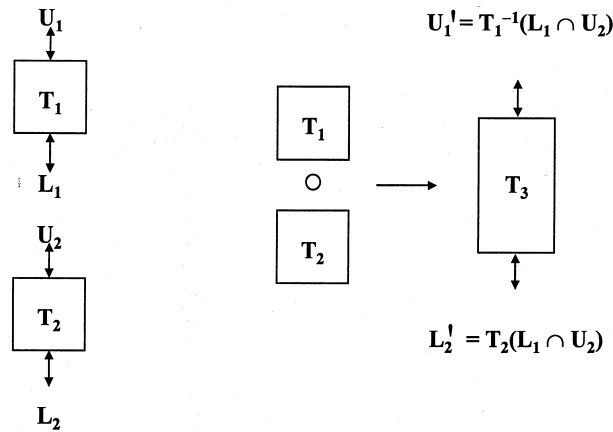 U₁
T₁
L₁
U₂
T₂
L₂
T₁
○
T₂
T₃
U₁' = T₁⁻¹(L₁ ∩ U₂)
L₂' = T₂(L₁ ∩ U₂)